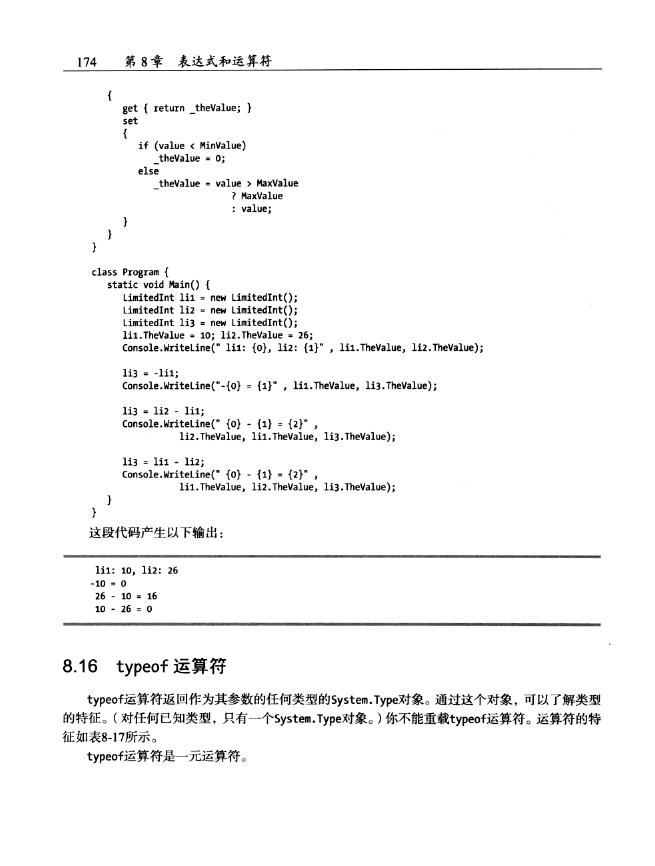 174 第 8 章 表达式和运算符
{
get { return _theValue; }
set
{
if (value < MinValue)
_theValue = 0;
else
_theValue = value > MaxValue
? MaxValue
: value;
}
}
}
class Program {
static void Main() {
LimitedInt li1 = new LimitedInt();
LimitedInt li2 = new LimitedInt();
LimitedInt li3 = new LimitedInt();
li1.TheValue = 10; li2.TheValue = 26;
Console.WriteLine(" li1: {0}, li2: {1}" , li1.TheValue, li2.TheValue);
li3 = -li1;
Console.WriteLine("-{0} = {1}" , li1.TheValue, li3.TheValue);
li3 = li2 - li1;
Console.WriteLine(" {0} - {1} = {2}" ,
li2.TheValue, li1.TheValue, li3.TheValue);
li3 = li1 - li2;
Console.WriteLine(" {0} - {1} = {2}" ,
li1.TheValue, li2.TheValue, li3.TheValue);
}
}
这段代码产生以下输出：
li1: 10, li2: 26
-10 = 0
26 - 10 = 16
10 - 26 = 0
8.16 typeof 运算符
typeof运算符返回作为其参数的任何类型的System.Type对象。通过这个对象，可以了解类型
的特征。（对任何已知类型，只有一个System.Type对象。）你不能重载typeof运算符。运算符的特
征如表8-17所示。
typeof运算符是一元运算符。